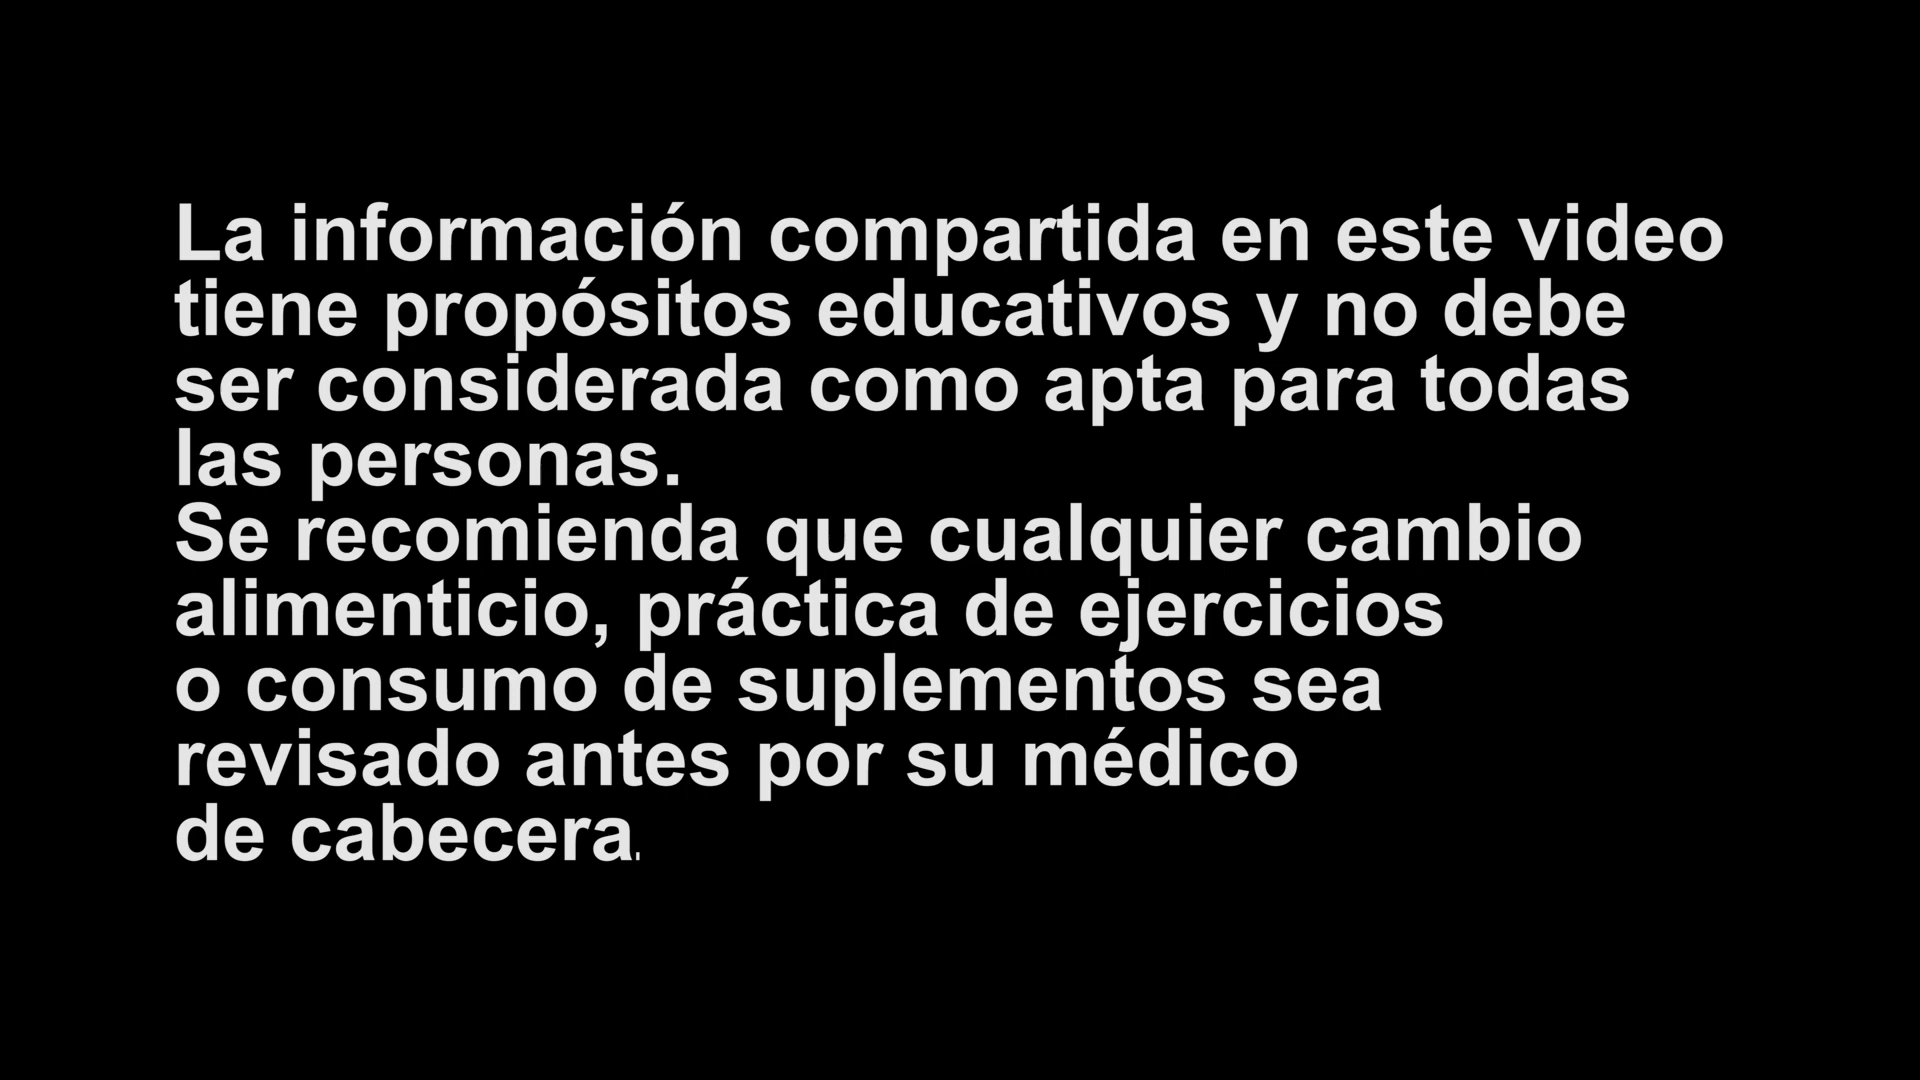 La información compartida en este video
tiene propósitos educativos y no debe
ser considerada como apta para todas
las personas.
Se recomienda que cualquier cambio
alimenticio, práctica de ejercicios
o consumo de suplementos sea
revisado antes por su médico
de cabecera.